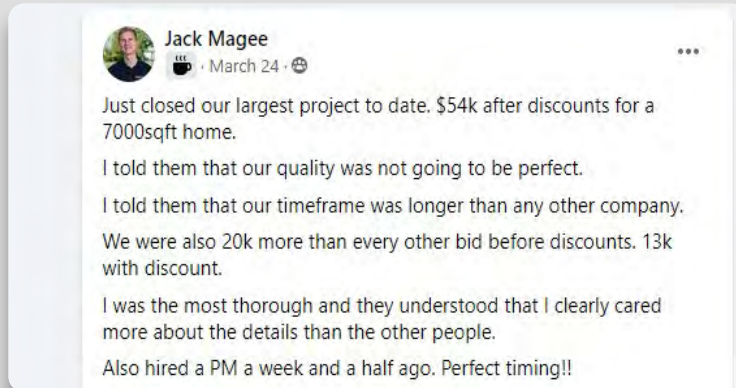 Jack Magee
· March 24 ·
Just closed our largest project to date. $54k after discounts for a
7000sqft home.
I told them that our quality was not going to be perfect.
I told them that our timeframe was longer than any other company.
We were also 20k more than every other bid before discounts. 13k
with discount.
I was the most thorough and they understood that I clearly cared
more about the details than the other people.
Also hired a PM a week and a half ago. Perfect timing!!